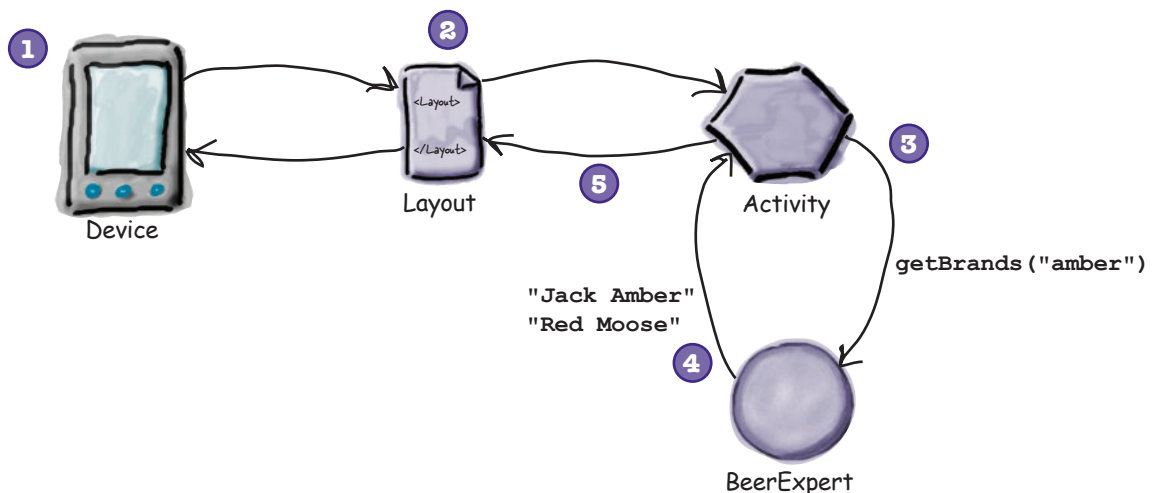 1
2
<Layout>
</Layout>
3
5
Device
Layout
Activity
getBrands("amber")
"Jack Amber"
"Red Moose"
4
BeerExpert